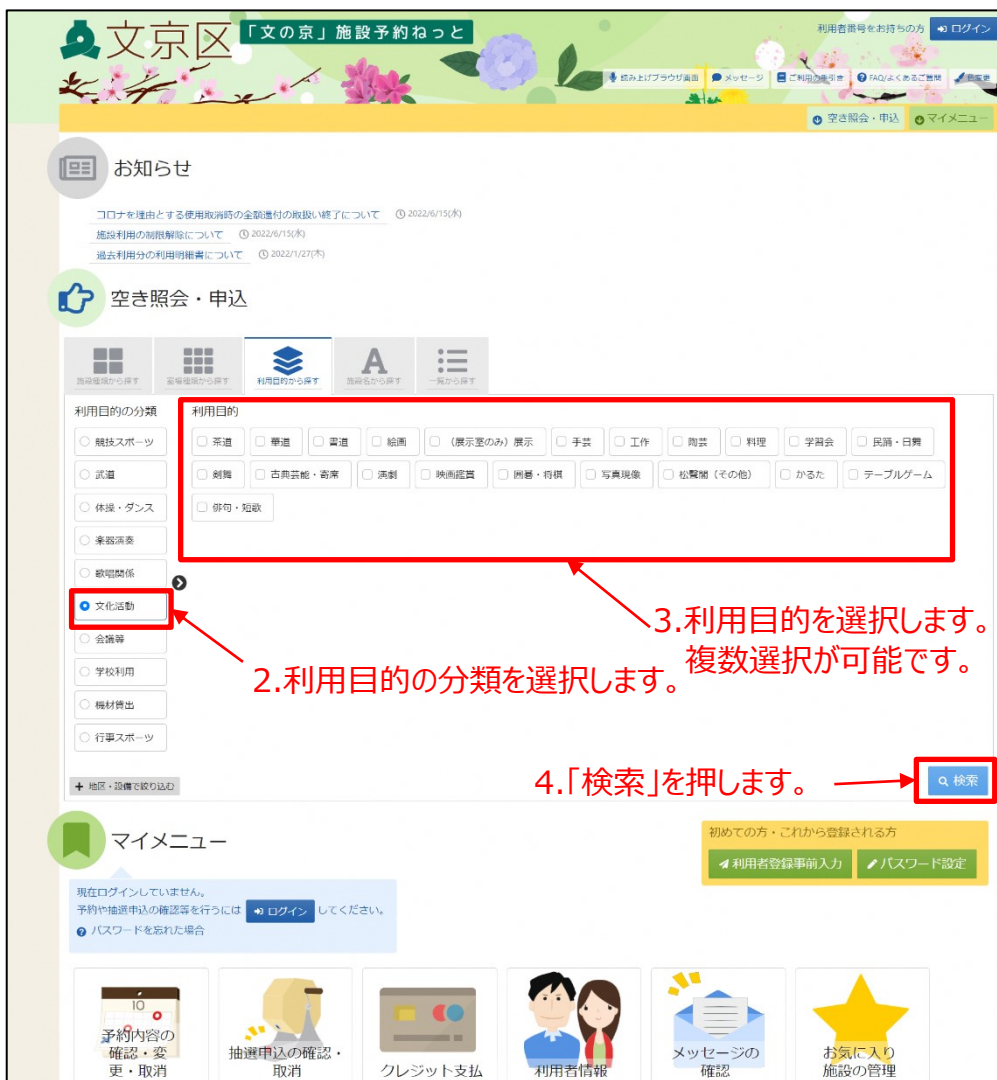 文京区
「文の京」施設予約ねっと
利用者番号をお持ちの方 ログイン
読み上げブラウザ画面 メッセージ ご利用の手引き FAQ/よくあるご質問 色変更
空き照会・申込 マイメニュー
お知らせ
コロナを理由とする使用取消時の全額還付の取扱い終了について 2022/6/15(水)
施設利用の制限解除について 2022/6/15(水)
過去利用分の利用明細書について 2022/1/27(木)
空き照会・申込
施設種類から探す 室場種類から探す 利用目的から探す 施設名から探す 一覧から探す
利用目的の分類 利用目的
競技スポーツ 茶道 華道 書道 絵画 (展示室のみ)展示 手芸 工作 陶芸 料理 学習会 民踊・日舞
武道 剣舞 古典芸能・寄席 演劇 映画鑑賞 囲碁・将棋 写真現像 松聲閣(その他) かるた テーブルゲーム
体操・ダンス 俳句・短歌
楽器演奏
歌唱関係
文化活動
3.利用目的を選択します。
会議等
複数選択が可能です。
学校利用
2.利用目的の分類を選択します。
機材貸出
行事スポーツ
+ 地区・設備で絞り込む
4.「検索」を押します。
検索
マイメニュー
初めての方・これから登録される方
利用者登録事前入力 パスワード設定
現在ログインしていません。
予約や抽選申込の確認等を行うには ログイン してください。
パスワードを忘れた場合
10
予約内容の
確認・変
更・取消
抽選申込の確認・
取消
クレジット支払
利用者情報
メッセージの
確認
お気に入り
施設の管理